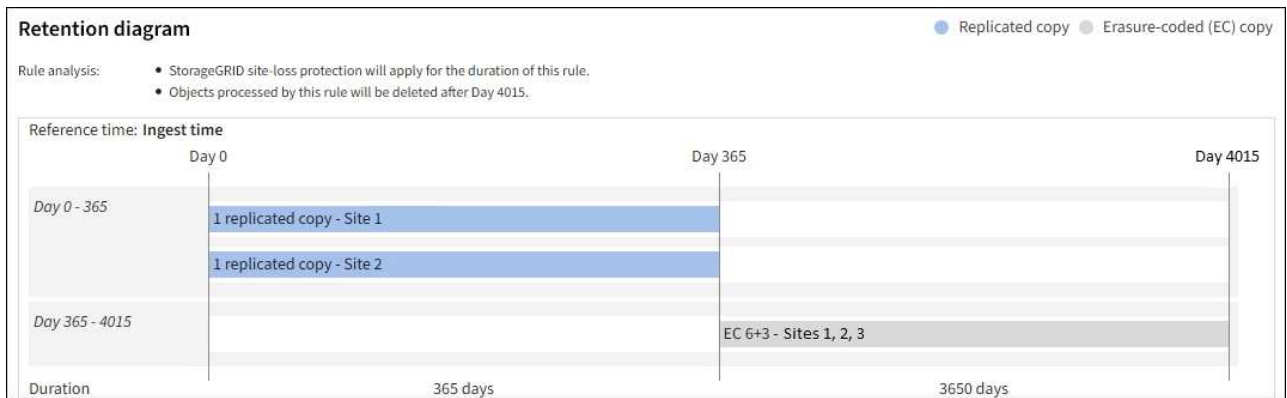 Retention diagram
Replicated copy Erasure-coded (EC) copy
Rule analysis:
• StorageGRID site-loss protection will apply for the duration of this rule.
• Objects processed by this rule will be deleted after Day 4015.
Reference time: Ingest time
Day 0 Day 365 Day 4015
Day 0 - 365
1 replicated copy - Site 1
1 replicated copy - Site 2
Day 365 - 4015
EC 6+3 - Sites 1, 2, 3
Duration 365 days 3650 days